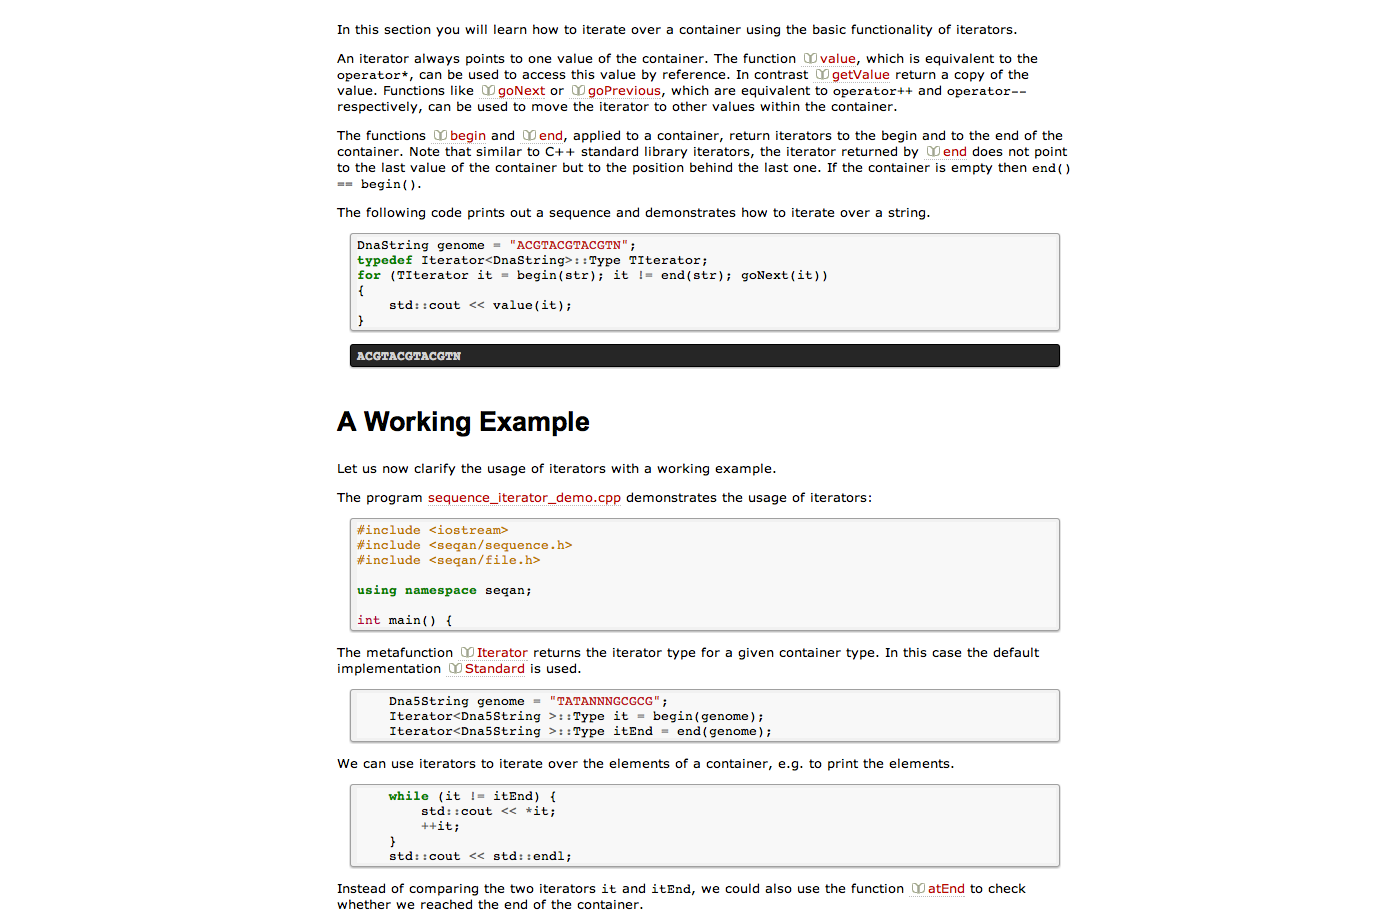 In this section you will learn how to iterate over a container using the basic functionality of iterators.
An iterator always points to one value of the container. The function value, which is equivalent to the
operator*, can be used to access this value by reference. In contrast getValue return a copy of the
value. Functions like goNext or goPrevious, which are equivalent to operator++ and operator--
respectively, can be used to move the iterator to other values within the container.
The functions begin and end, applied to a container, return iterators to the begin and to the end of the
container. Note that similar to C++ standard library iterators, the iterator returned by end does not point
to the last value of the container but to the position behind the last one. If the container is empty then end()
== begin().
The following code prints out a sequence and demonstrates how to iterate over a string.
DnaString genome = "ACGTACGTACGTN";
typedef Iterator<DnaString>::Type TIterator;
for (TIterator it = begin(str); it != end(str); goNext(it))
{
    std::cout << value(it);
}
ACGTACGTACGTN
A Working Example
Let us now clarify the usage of iterators with a working example.
The program sequence_iterator_demo.cpp demonstrates the usage of iterators:
#include <iostream>
#include <seqan/sequence.h>
#include <seqan/file.h>
using namespace seqan;
int main() {
The metafunction Iterator returns the iterator type for a given container type. In this case the default
implementation Standard is used.
    Dna5String genome = "TATANNNGCGCG";
    Iterator<Dna5String >::Type it = begin(genome);
    Iterator<Dna5String >::Type itEnd = end(genome);
We can use iterators to iterate over the elements of a container, e.g. to print the elements.
    while (it != itEnd) {
        std::cout << *it;
        ++it;
    }
    std::cout << std::endl;
Instead of comparing the two iterators it and itEnd, we could also use the function atEnd to check
whether we reached the end of the container.